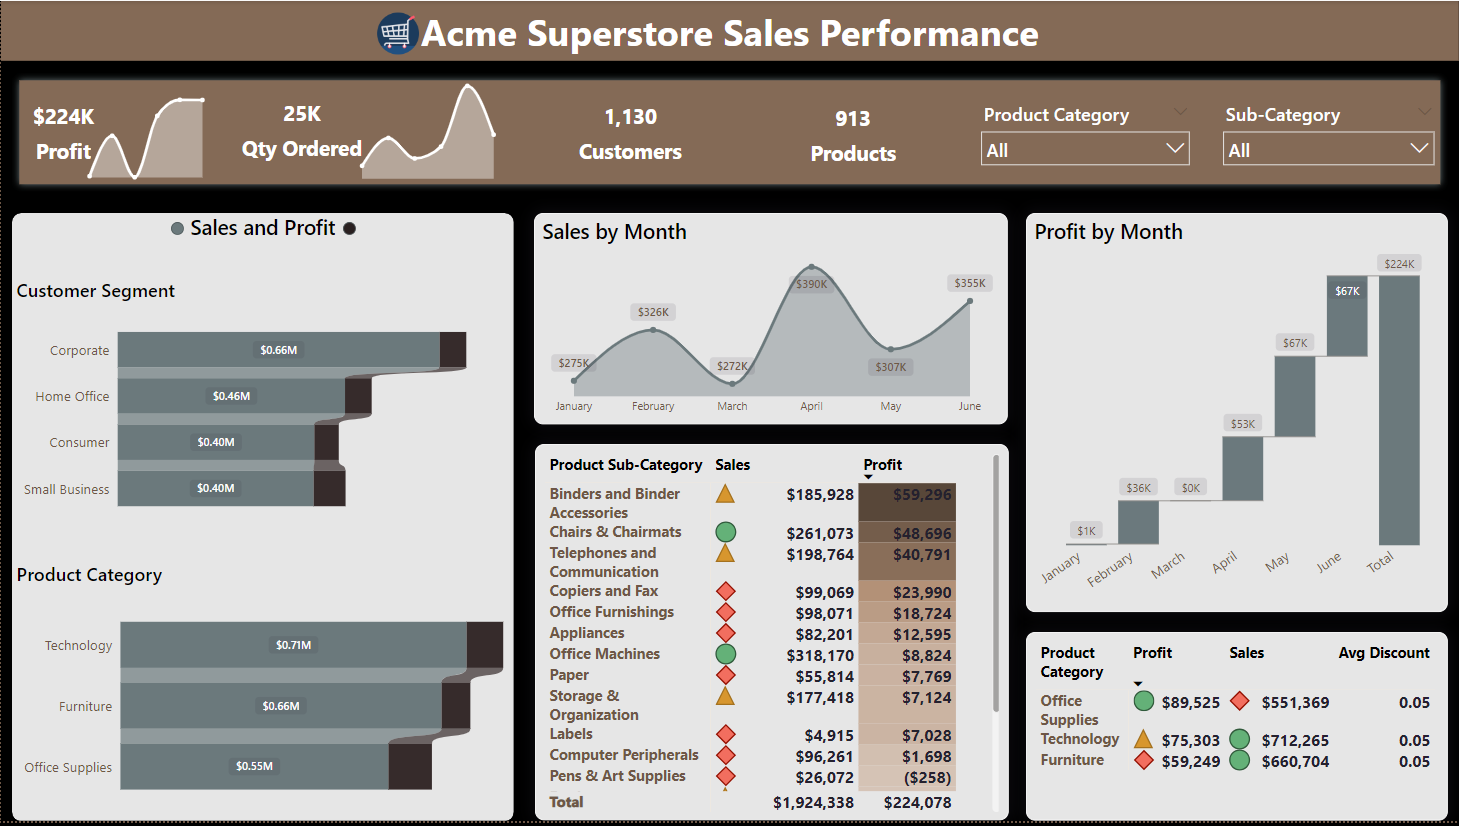 Acme Superstore Sales Performance
$224K
Profit
25K
Qty Ordered
1,130
Customers
913
Products
Product Category
All
Sub-Category
All
Sales and Profit
Customer Segment
Corporate
$0.66M
Home Office
$0.46M
Consumer
$0.40M
Small Business
$0.40M
Product Category
Technology
$0.71M
Furniture
$0.66M
Office Supplies
$0.55M
Sales by Month
$275K
$326K
$272K
$390K
$307K
$355K
January February March April May June
Product Sub-Category Sales Profit
Binders and Binder
Accessories
$185,928 $59,296
Chairs & Chairmats $261,073 $48,696
Telephones and
Communication
$198,764 $40,791
Copiers and Fax $99,069 $23,990
Office Furnishings $98,071 $18,724
Appliances $82,201 $12,595
Office Machines $318,170 $8,824
Paper $55,814 $7,769
Storage &
Organization
$177,418 $7,124
Labels $4,915 $7,028
Computer Peripherals $96,261 $1,698
Pens & Art Supplies $26,072 ($258)
Total $1,924,338 $224,078
Profit by Month
$1K
$36K
$0K
$53K
$67K
$67K
$224K
January February March April May June Total
Product
Category
Profit Sales Avg Discount
Office
Supplies
$89,525 $551,369 0.05
Technology $75,303 $712,265 0.05
Furniture $59,249 $660,704 0.05